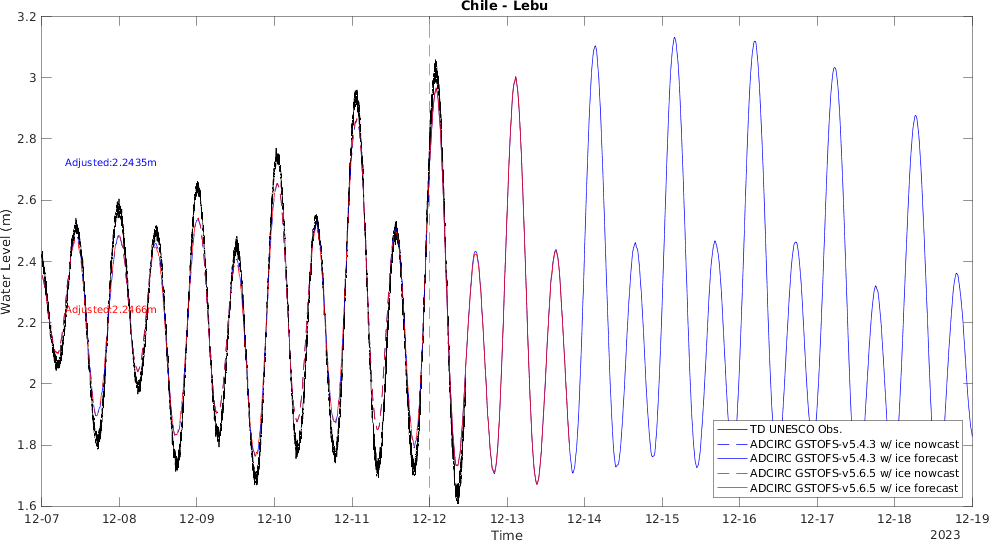 Chile - Lebu
3.2
3
2.8
2.6
2.4
2.2
2
1.8
1.6
Water Level (m)
Adjusted:2.2435m
Adjusted:2.2466m
TD UNESCO Obs.
ADCIRC GSTOFS-v5.4.3 w/ ice nowcast
ADCIRC GSTOFS-v5.4.3 w/ ice forecast
ADCIRC GSTOFS-v5.6.5 w/ ice nowcast
ADCIRC GSTOFS-v5.6.5 w/ ice forecast
12-07 12-08 12-09 12-10 12-11 12-12 12-13 12-14 12-15 12-16 12-17 12-18 12-19
Time
2023